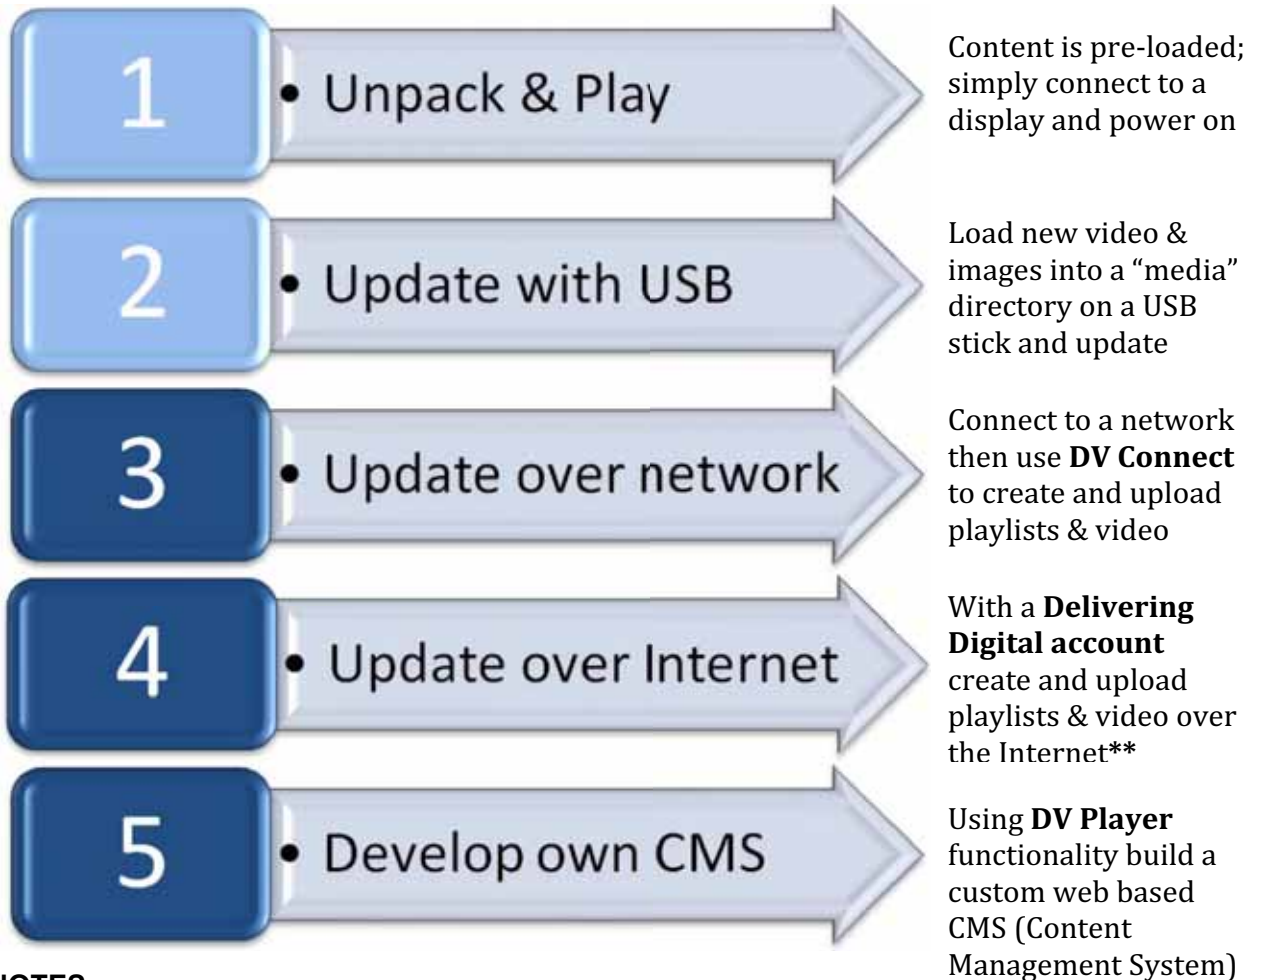 1
• Unpack & Play
Content is pre-loaded;
simply connect to a
display and power on
2
• Update with USB
Load new video &
images into a “media”
directory on a USB
stick and update
3
• Update over network
Connect to a network
then use DV Connect
to create and upload
playlists & video
4
• Update over Internet
With a Delivering
Digital account
create and upload
playlists & video over
the Internet**
5
• Develop own CMS
Using DV Player
functionality build a
custom web based
CMS (Content
Management System)